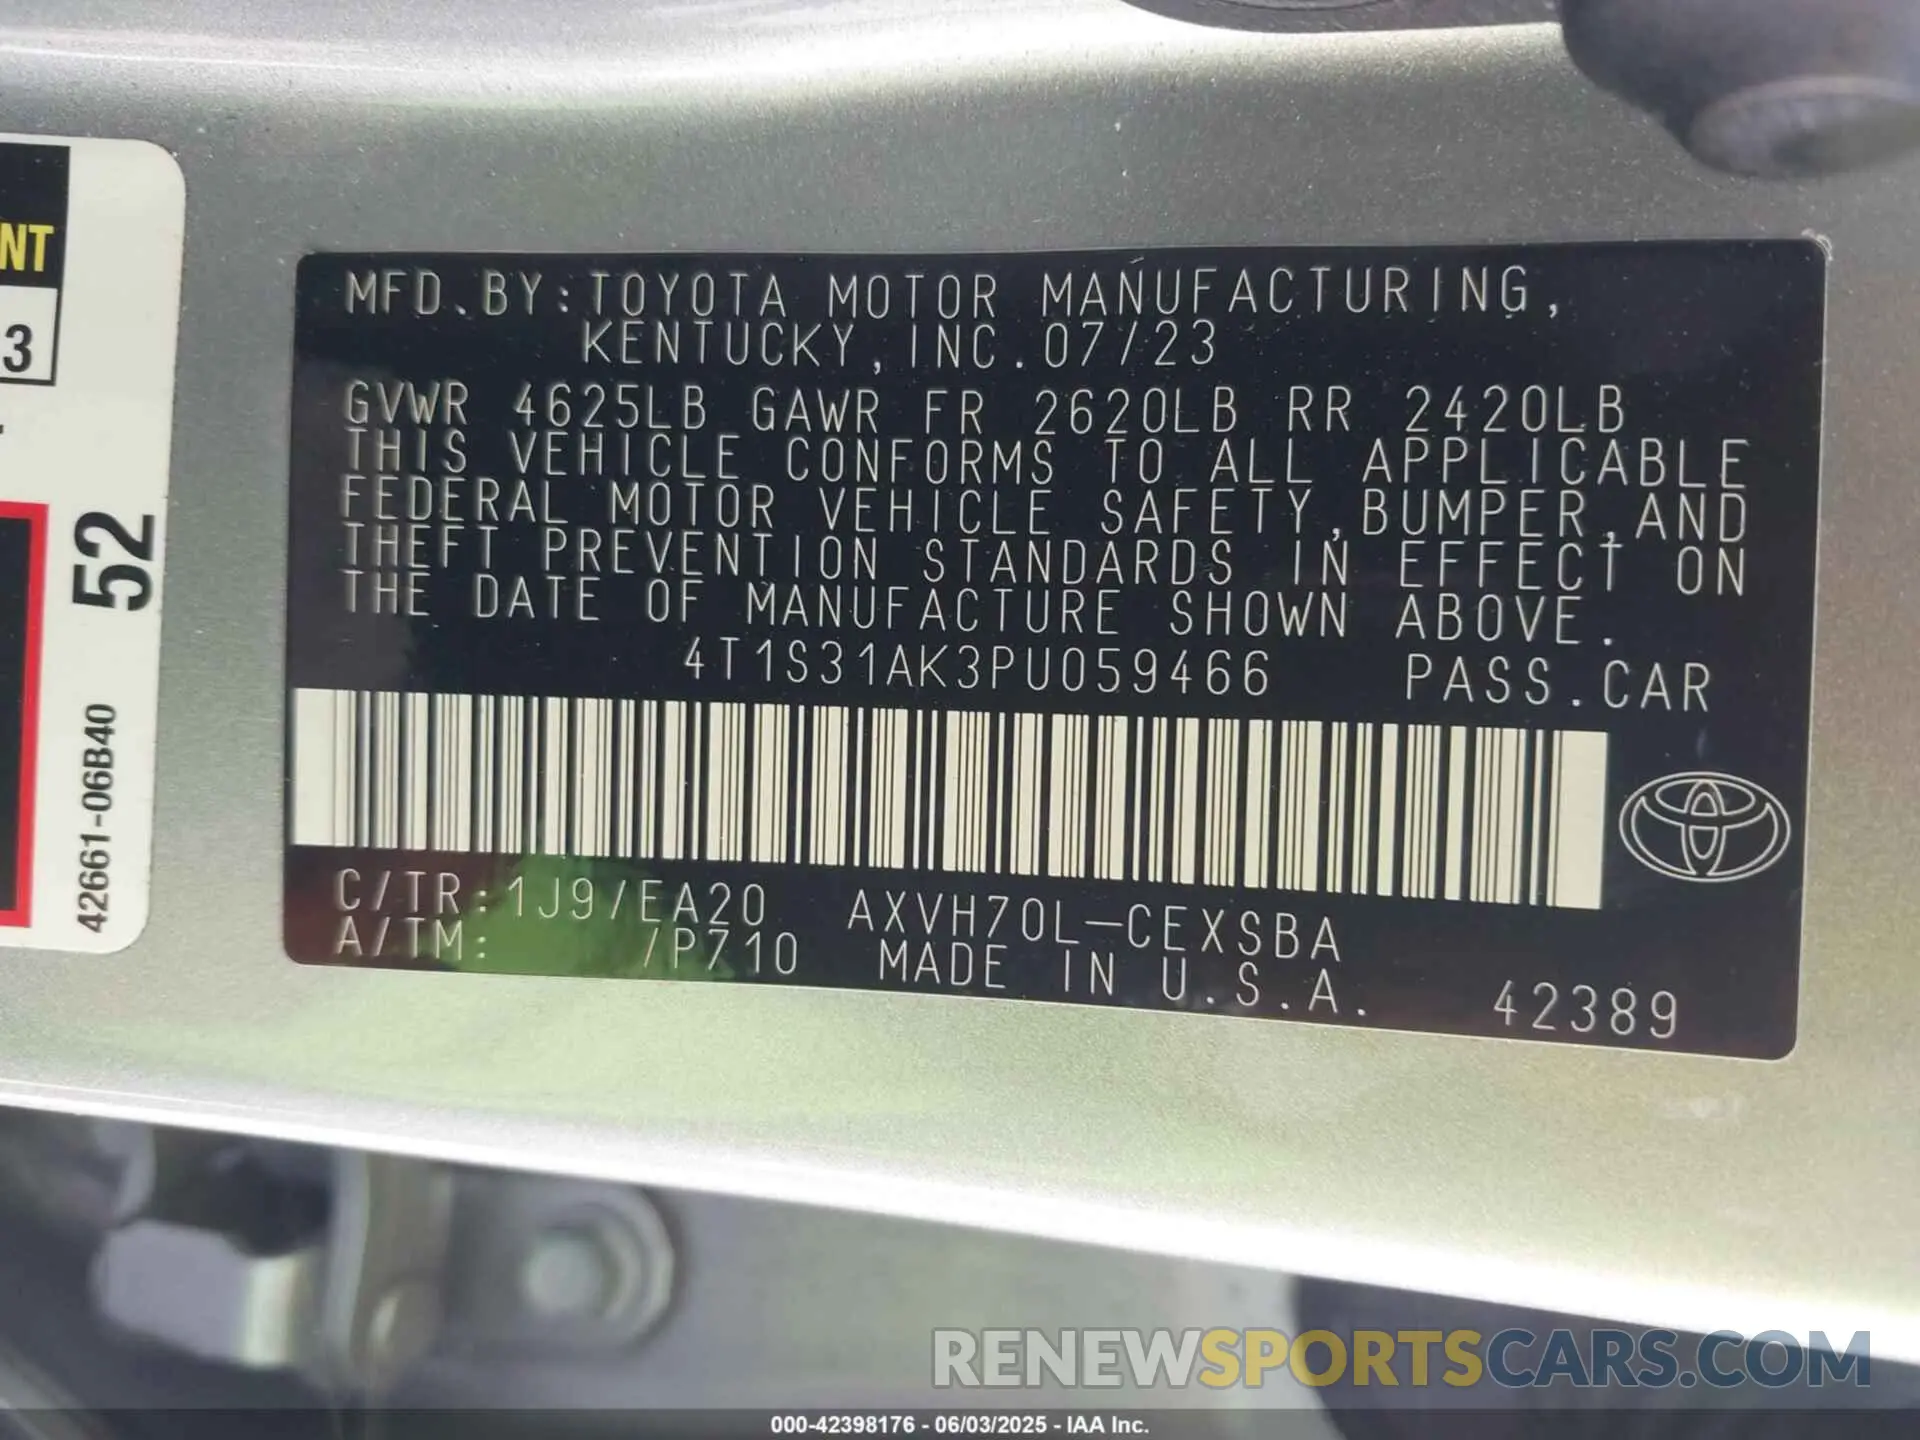 NT
3
52
42661-06B40
MFD.BY:TOYOTA MOTOR MANUFACTURING,
KENTUCKY,INC.07/23
GVWR 4625LB GAWR FR 2620LB RR 2420LB
THIS VEHICLE CONFORMS TO ALL APPLICABLE
FEDERAL MOTOR VEHICLE SAFETY,BUMPER,AND
THEFT PREVENTION STANDARDS IN EFFECT ON
THE DATE OF MANUFACTURE SHOWN ABOVE.
4T1S31AK3PU059466 PASS.CAR
C/TR:1J9/EA20 AXVH70L-CEXSBA
A/TM: /P710 MADE IN U.S.A. 42389
RENEWSPORTSCARS.COM
000-42398176 - 06/03/2025 - IAA Inc.